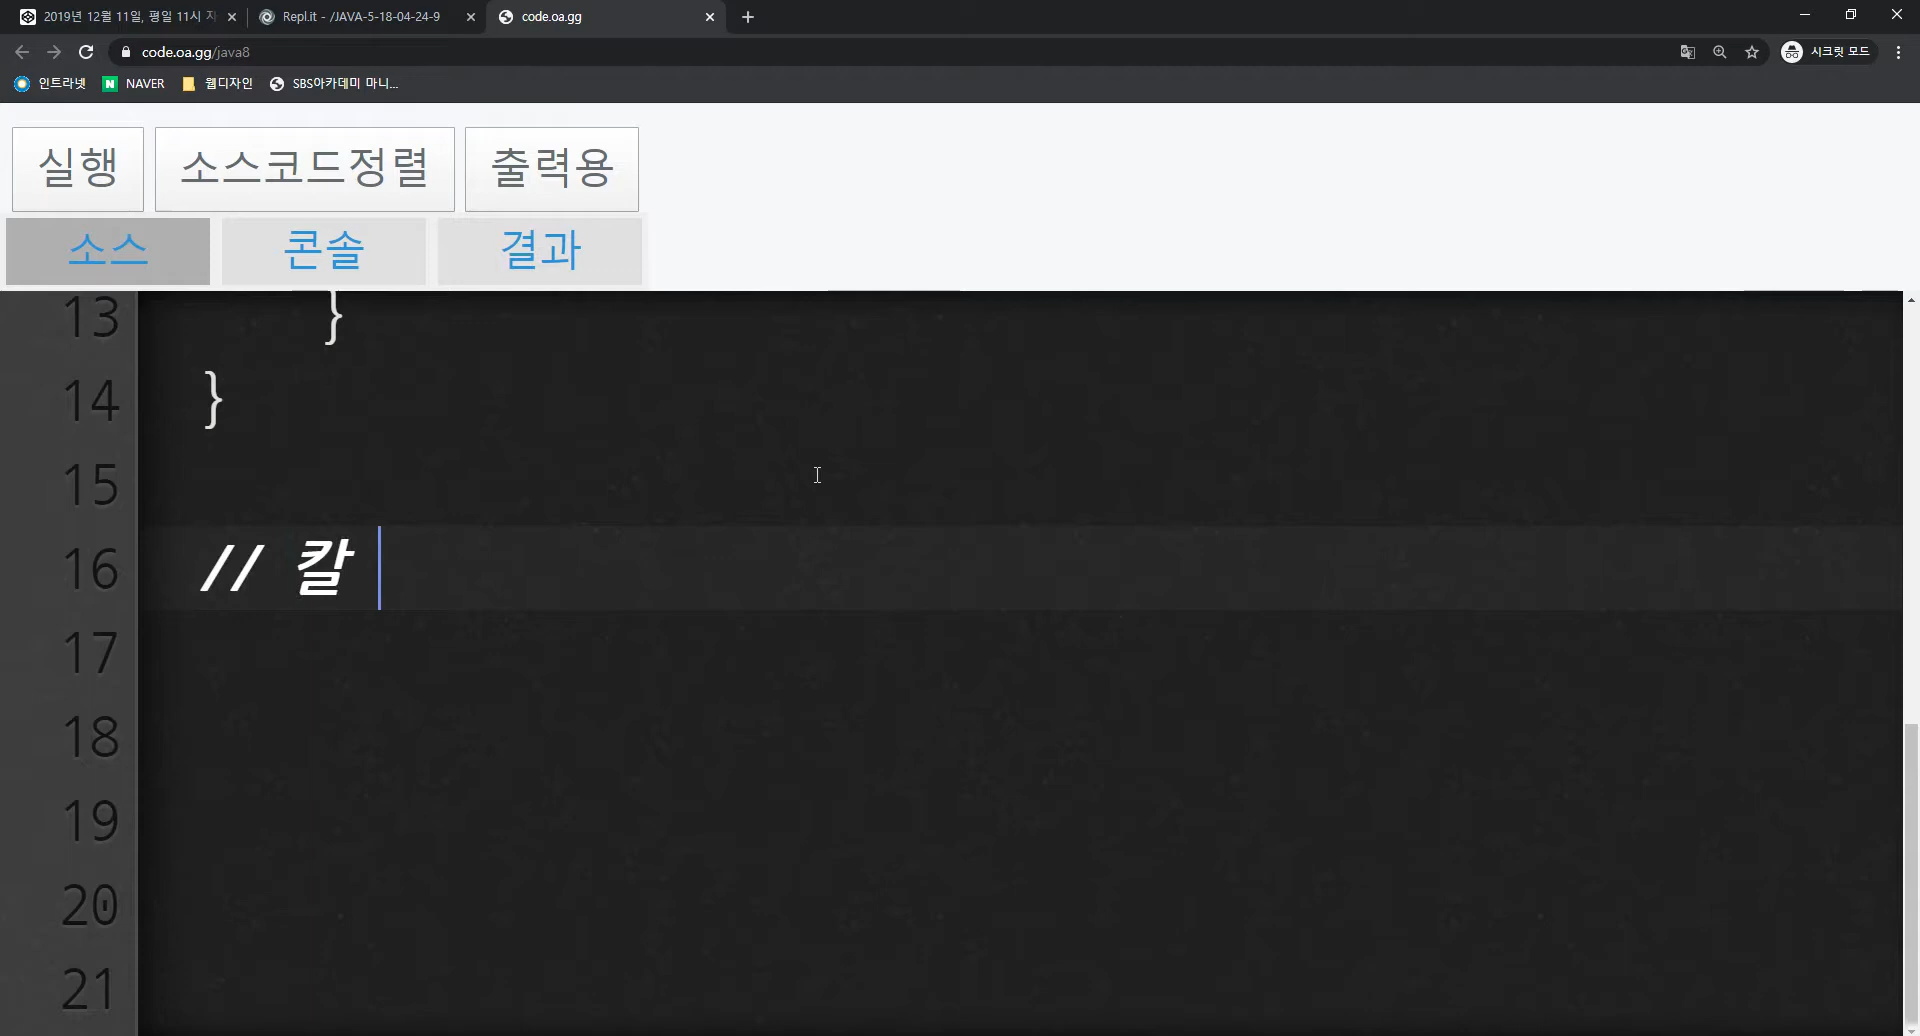 2019년 12월 11일, 평일 11시 자
Repl.it - /JAVA-5-18-04-24-9
code.oa.gg
code.oa.gg/java8
시크릿 모드
인트라넷
NAVER
웹디자인
SBS아카데미 마니...
실행 소스코드정렬 출력용
소스 콘솔 결과
13 }
14 }
15
16 // 칼
17
18
19
20
21